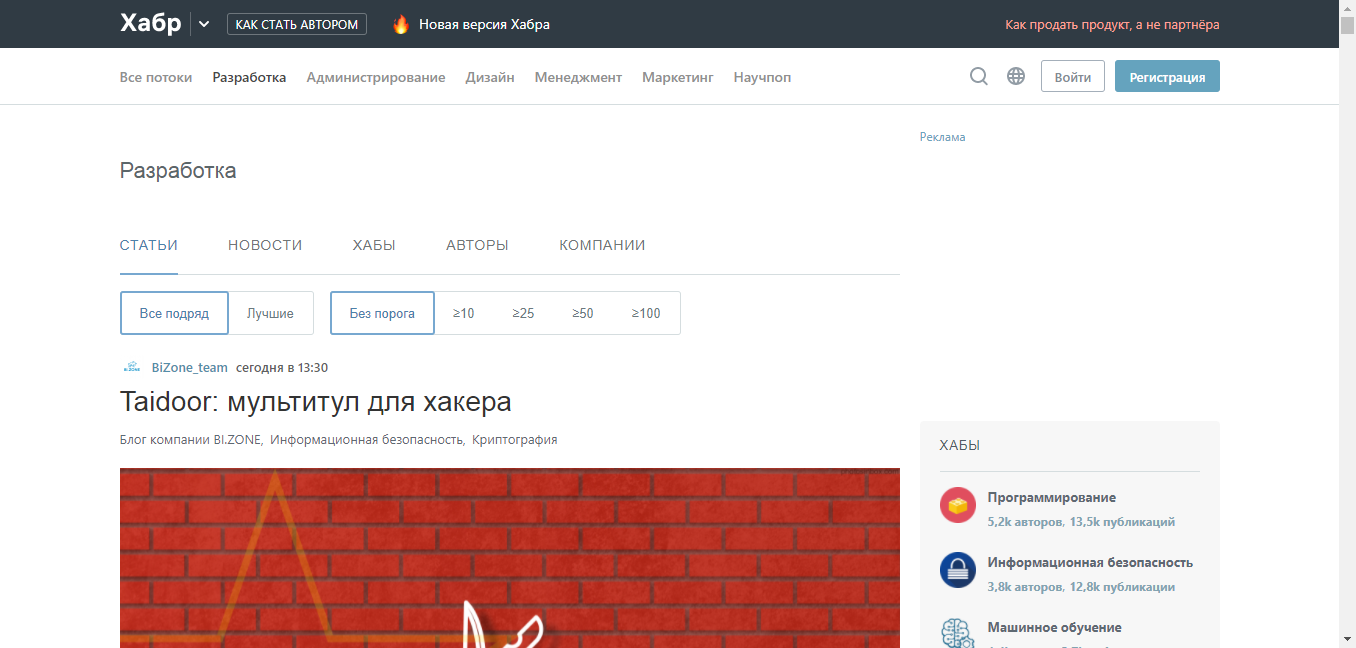 Хабр
КАК СТАТЬ АВТОРОМ
Новая версия Хабра
Как продать продукт, а не партнёра
Все потоки Разработка Администрирование Дизайн Менеджмент Маркетинг Научпоп
Войти
Регистрация
Реклама
Разработка
СТАТЬИ НОВОСТИ ХАБЫ АВТОРЫ КОМПАНИИ
Все подряд Лучшие Без порога ≥10 ≥25 ≥50 ≥100
BiZone_team сегодня в 13:30
Taidoor: мультитул для хакера
Блог компании BI.ZONE, Информационная безопасность, Криптография
ХАБЫ
Программирование
5,2k авторов, 13,5k публикаций
Информационная безопасность
3,8k авторов, 12,8k публикации
Машинное обучение